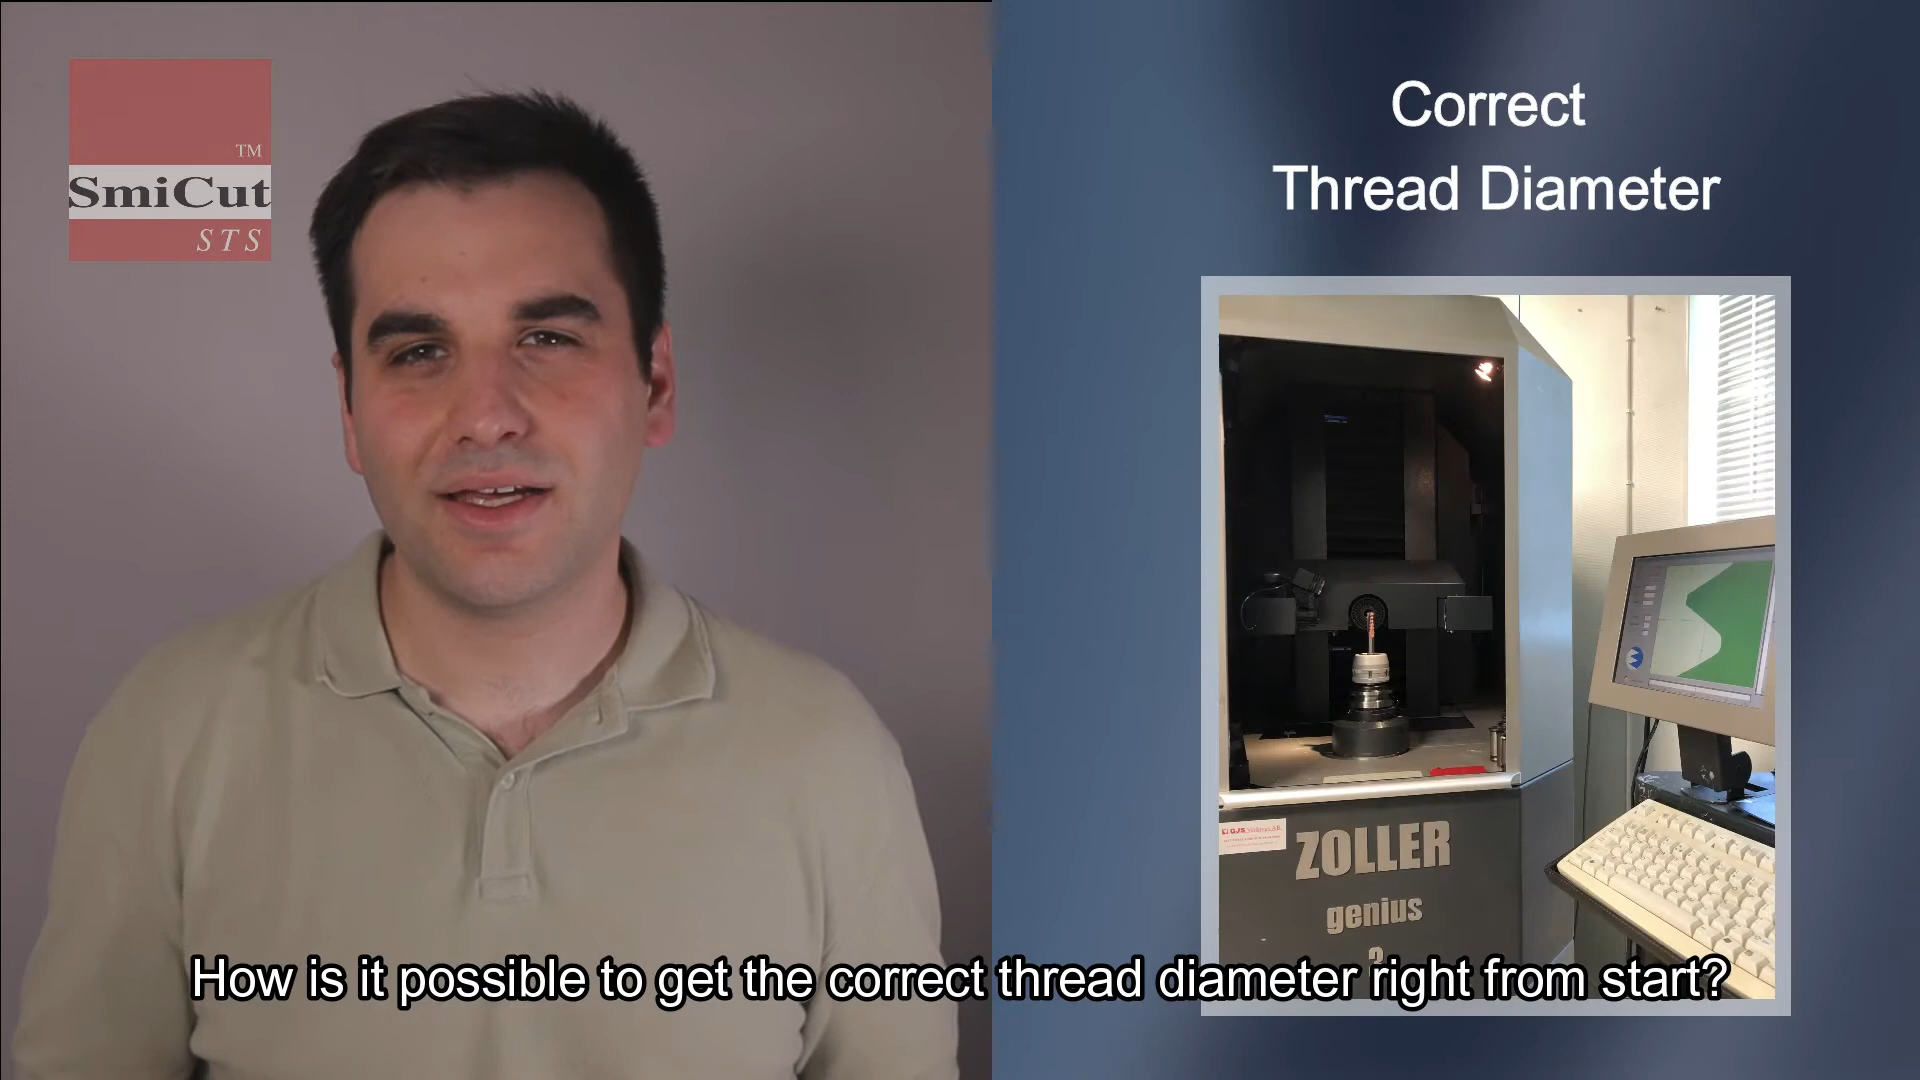 TM
SmiCut
STS
Correct
Thread Diameter
ZOLLER
genius
3
How is it possible to get the correct thread diameter right from start?